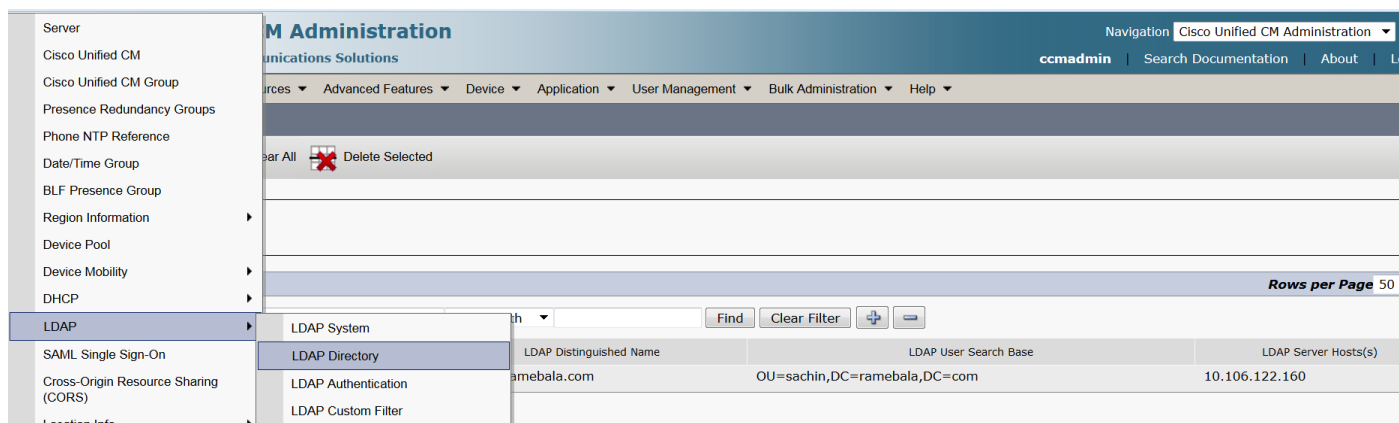 Server
Cisco Unified CM
Cisco Unified CM Group
Presence Redundancy Groups
Phone NTP Reference
Date/Time Group
BLF Presence Group
Region Information
Device Pool
Device Mobility
DHCP
LDAP
SAML Single Sign-On
Cross-Origin Resource Sharing
(CORS)
LDAP System
LDAP Directory
LDAP Authentication
LDAP Custom Filter
M Administration
Navigation Cisco Unified CM Administration
unications Solutions
ccmadmin | Search Documentation | About |
urces Advanced Features Device Application User Management Bulk Administration Help
ear All Delete Selected
Rows per Page 50
th Find Clear Filter
LDAP Distinguished Name LDAP User Search Base LDAP Server Hosts(s)
amebala.com OU=sachin,DC=ramebala,DC=com 10.106.122.160